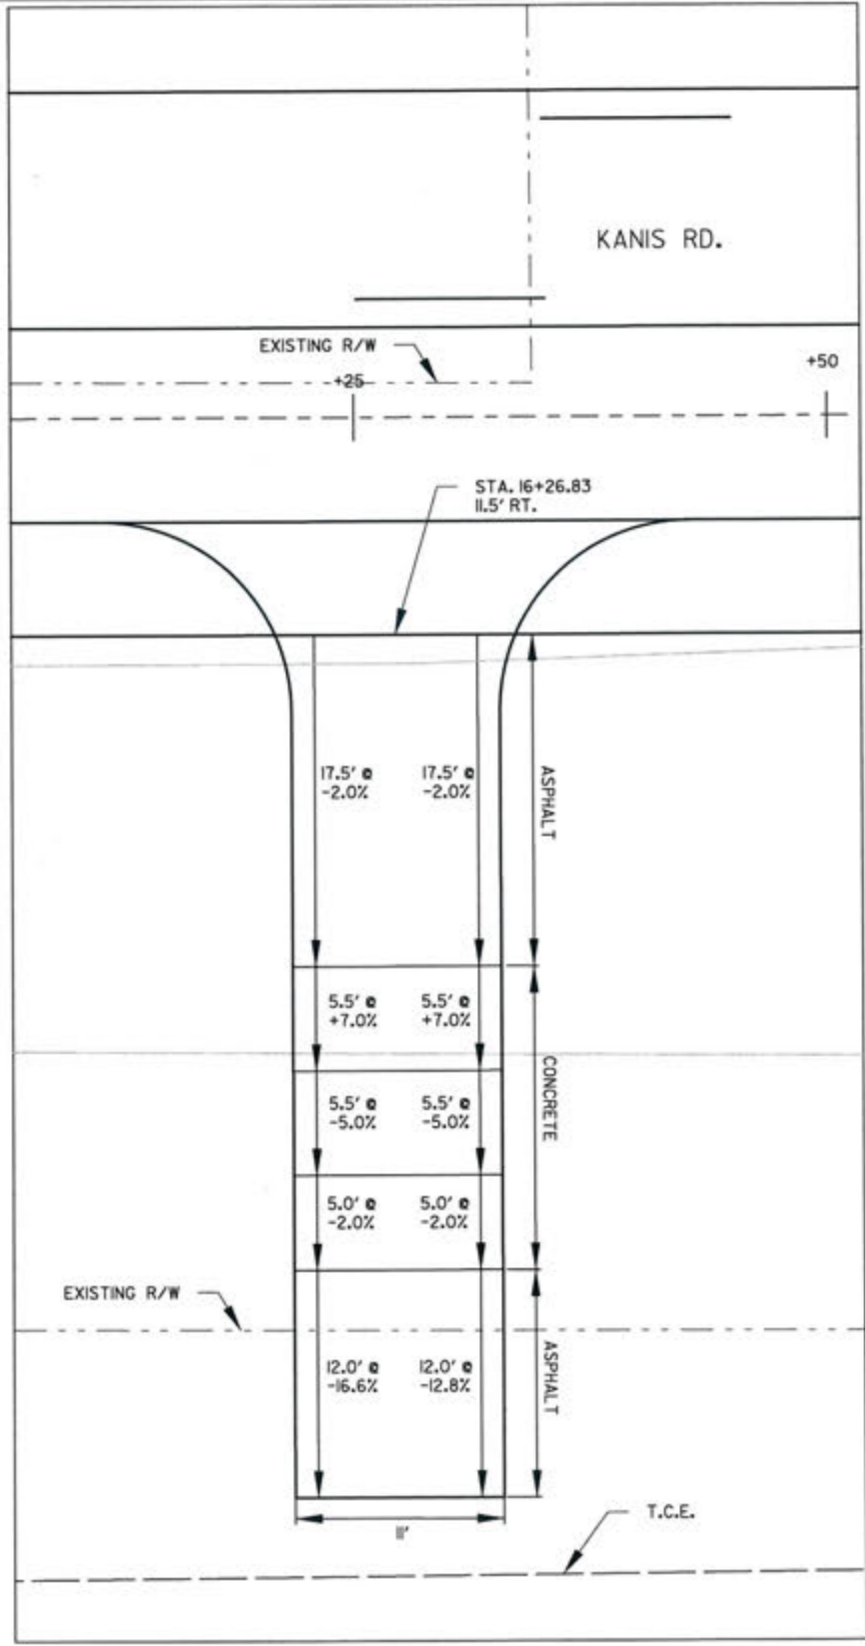 KANIS RD.
EXISTING R/W
+25
+50
STA. 16+26.83
11.5' RT.
17.5' @
-2.0%
17.5' @
-2.0%
ASPHALT
5.5' @
+7.0%
5.5' @
+7.0%
CONCRETE
5.5' @
-5.0%
5.5' @
-5.0%
5.0' @
-2.0%
5.0' @
-2.0%
EXISTING R/W
12.0' @
-16.6%
12.0' @
-12.8%
ASPHALT
11'
T.C.E.